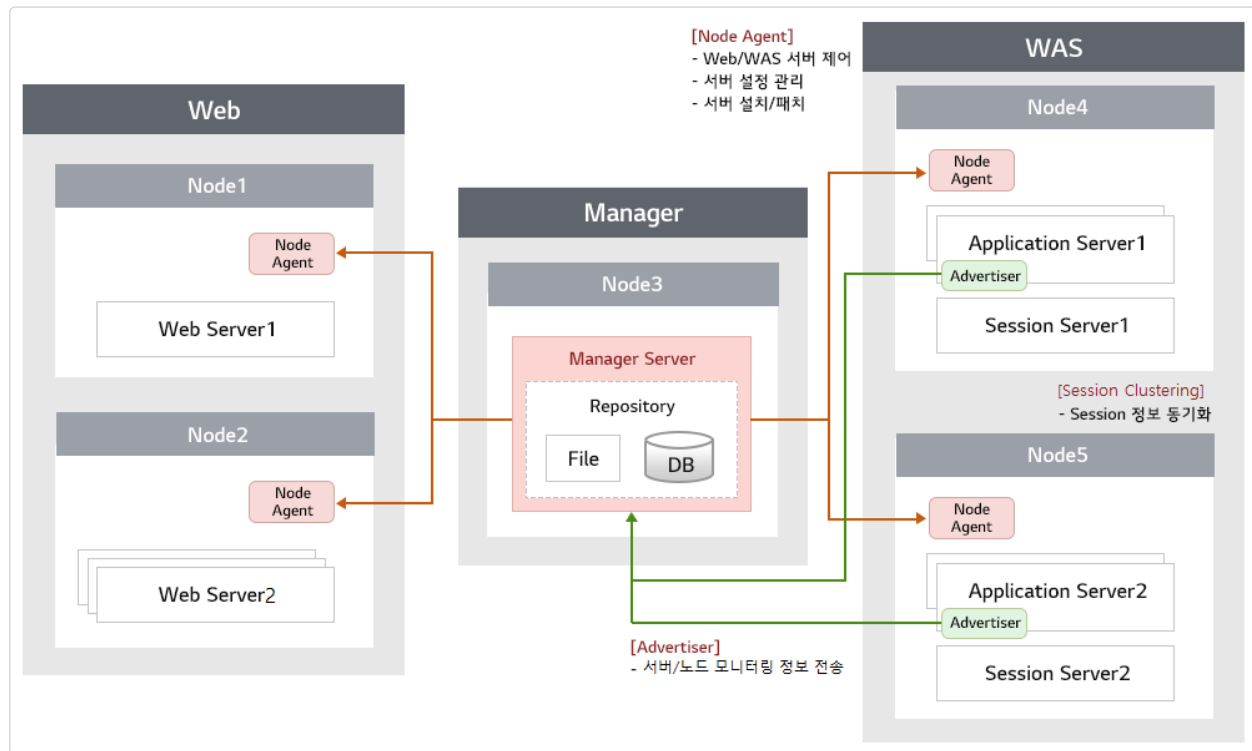 [Node Agent]
- Web/WAS 서버 제어
- 서버 설정 관리
- 서버 설치/패치
Web
Node1
Node
Agent
Web Server1
Node2
Node
Agent
Web Server2
Manager
Node3
Manager Server
Repository
File
DB
[Advertiser]
- 서버/노드 모니터링 정보 전송
WAS
Node4
Node
Agent
Application Server1
Advertiser
Session Server1
[Session Clustering]
- Session 정보 동기화
Node5
Node
Agent
Application Server2
Advertiser
Session Server2